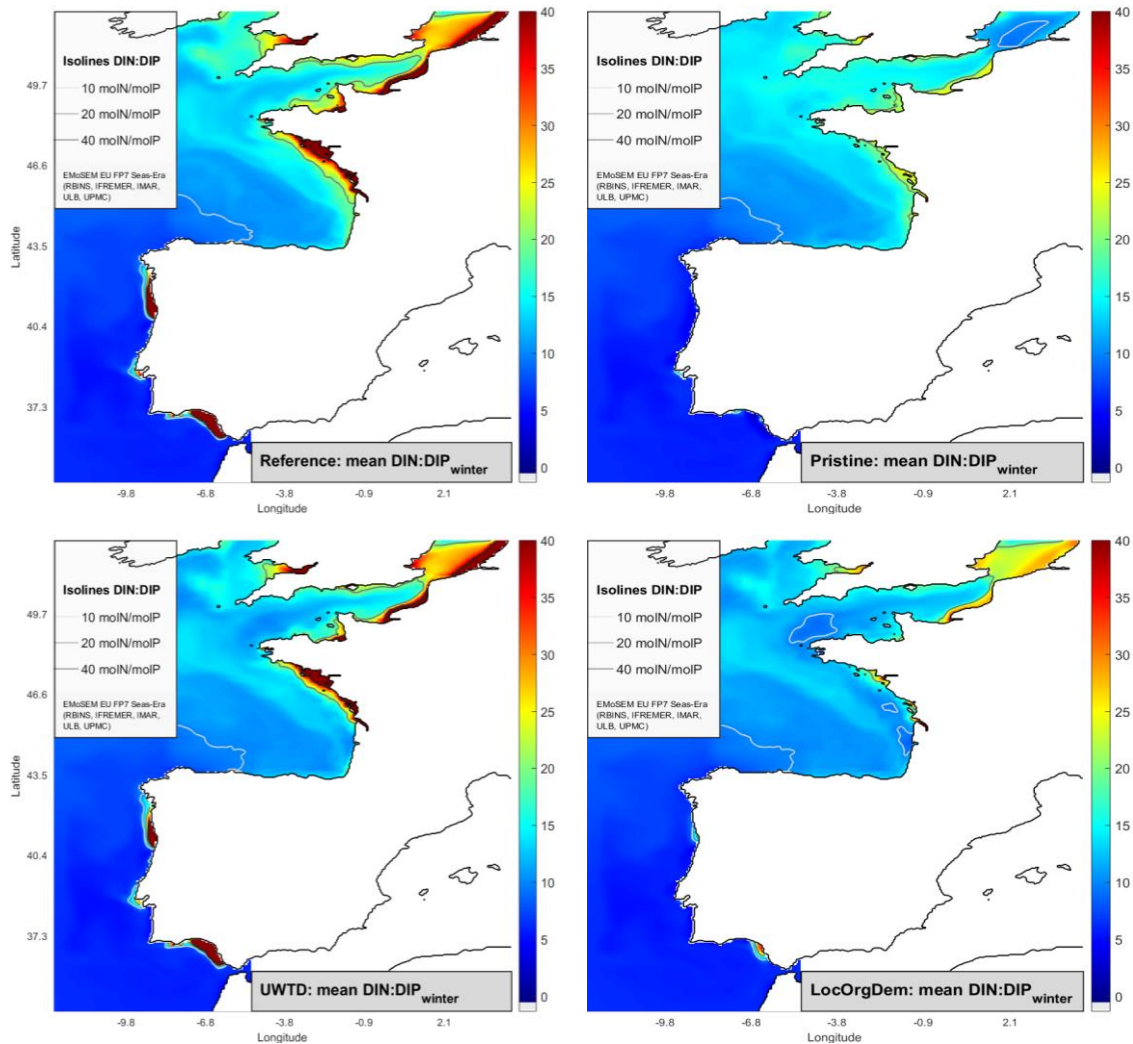 Isolines DIN:DIP
10 molN/molP
20 molN/molP
40 molN/molP
EMoSEM EU FP7 Seas-Era
(RBINS, IFREMER, IMAR,
ULB, UPMC)
Latitude
49.7
46.6
43.5
40.4
37.3
-9.8 -6.8 -3.8 -0.9 2.1
Longitude
Reference: mean DIN:DIPwinter
40
35
30
25
20
15
10
5
0
Isolines DIN:DIP
10 molN/molP
20 molN/molP
40 molN/molP
EMoSEM EU FP7 Seas-Era
(RBINS, IFREMER, IMAR,
ULB, UPMC)
-9.8 -6.8 -3.8 -0.9 2.1
Longitude
Pristine: mean DIN:DIPwinter
40
35
30
25
20
15
10
5
0
Isolines DIN:DIP
10 molN/molP
20 molN/molP
40 molN/molP
EMoSEM EU FP7 Seas-Era
(RBINS, IFREMER, IMAR,
ULB, UPMC)
Latitude
49.7
46.6
43.5
40.4
37.3
-9.8 -6.8 -3.8 -0.9 2.1
Longitude
UWTD: mean DIN:DIPwinter
40
35
30
25
20
15
10
5
0
Isolines DIN:DIP
10 molN/molP
20 molN/molP
40 molN/molP
EMoSEM EU FP7 Seas-Era
(RBINS, IFREMER, IMAR,
ULB, UPMC)
-9.8 -6.8 -3.8 -0.9 2.1
Longitude
LocOrgDem: mean DIN:DIPwinter
40
35
30
25
20
15
10
5
0